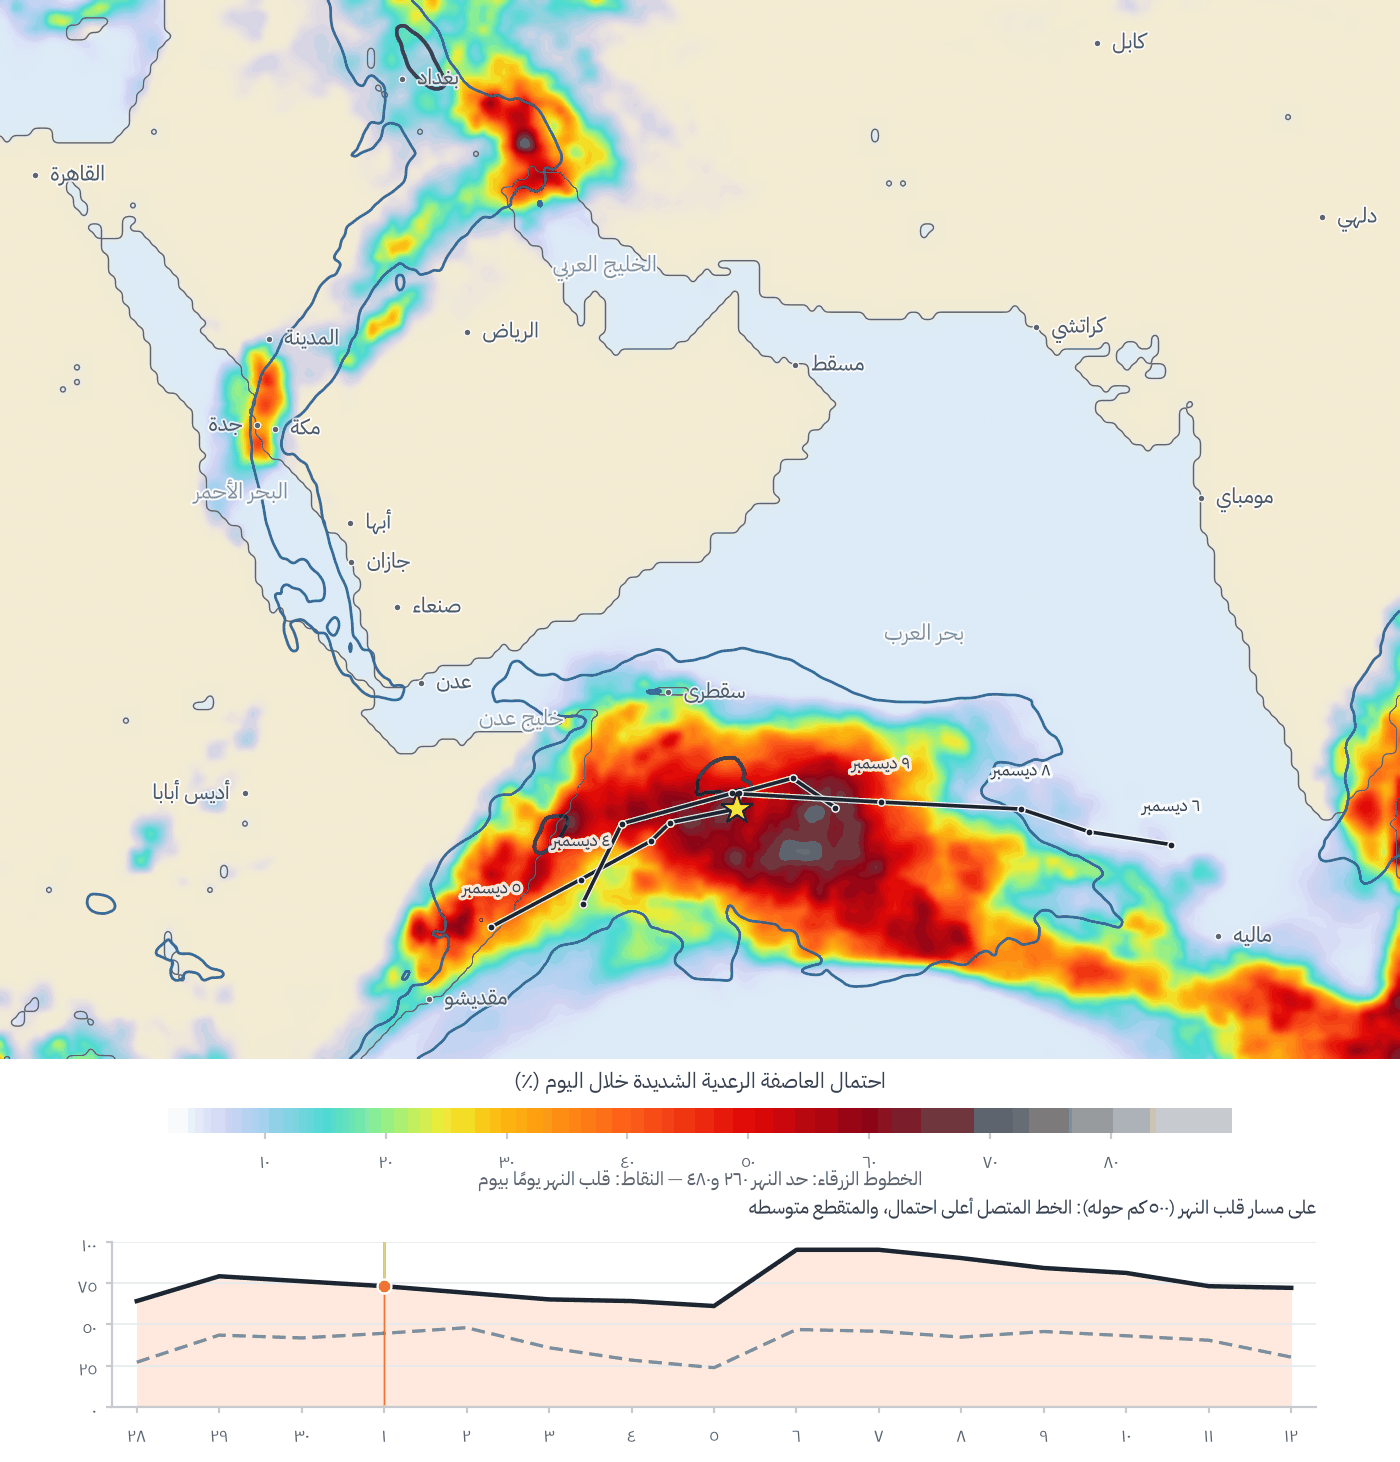 كابل
بغداد
القاهرة
دلهي
الخليج العربي
المدينة
الرياض
كراتشي
مسقط
جدة
مكة
البحر الأحمر
مومباي
أبها
جازان
صنعاء
بحر العرب
عدن
سقطرى
خليج عدن
٩ ديسمبر
٨ ديسمبر
أديس أبابا
٦ ديسمبر
٤ ديسمبر
٥ ديسمبر
ماليه
مقديشو
احتمال العاصفة الرعدية الشديدة خلال اليوم (٪)
١٠ ٢٠ ٣٠ ٤٠ ٥٠ ٦٠ ٧٠ ٨٠
الخطوط الزرقاء: حد النهر ٢٦٠ و٤٨٠ — النقاط: قلب النهر يومًا بيوم
على مسار قلب النهر (٥٠٠ كم حوله): الخط المتصل أعلى احتمال، والمتقطع متوسطه
١٠٠
٧٥
٥٠
٢٥
٠
٢٨ ٢٩ ٣٠ ١ ٢ ٣ ٤ ٥ ٦ ٧ ٨ ٩ ١٠ ١١ ١٢